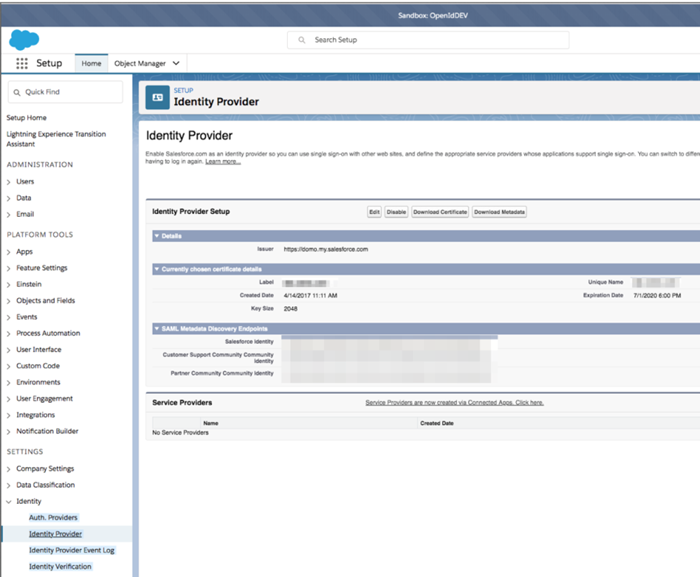 Sandbox: OpenIdDEV
Search Setup
Setup
Home
Object Manager
Quick Find
SETUP
Identity Provider
Setup Home
Lightning Experience Transition
Assistant
ADMINISTRATION
Users
Data
Email
PLATFORM TOOLS
Apps
Feature Settings
Einstein
Objects and Fields
Events
Process Automation
User Interface
Custom Code
Environments
User Engagement
Integrations
Notification Builder
SETTINGS
Company Settings
Data Classification
Identity
Auth. Providers
Identity Provider
Identity Provider Event Log
Identity Verification
Identity Provider
Enable Salesforce.com as an identity provider so you can use single sign-on with other web sites, and define the appropriate service providers whose applications support single sign-on. You can switch to
having to log in again. Learn more...
Identity Provider Setup
Edit Disable Download Certificate Download Metadata
Details
Issuer https://domo.my.salesforce.com
Currently chosen certificate details
Label Unique Name
Created Date 4/14/2017 11:11 AM Expiration Date 7/1/2020 6:00 PM
Key Size 2048
SAML Metadata Discovery Endpoints
Salesforce Identity
Customer Support Community Community
Identity
Partner Community Community Identity
Service Providers Service Providers are now created via Connected Apps. Click here.
Name Created Date
No Service Providers